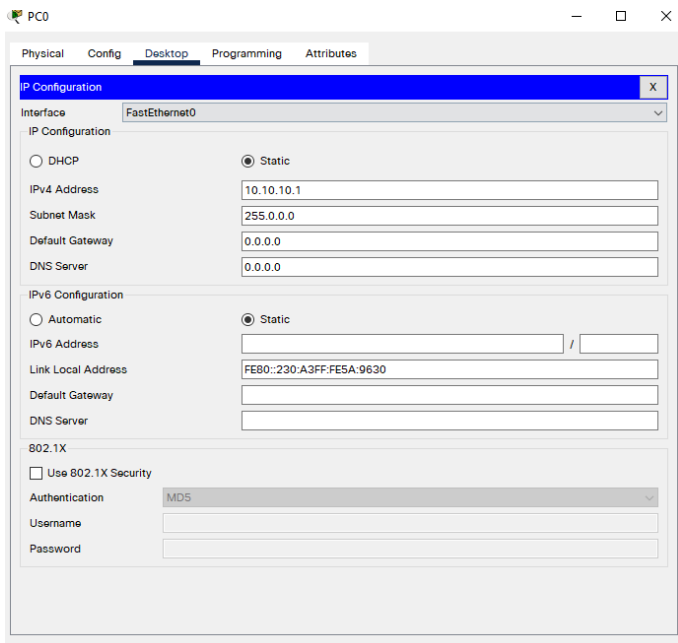 PC0
Physical Config Desktop Programming Attributes
IP Configuration X
Interface FastEthernet0
IP Configuration
DHCP Static
IPv4 Address 10.10.10.1
Subnet Mask 255.0.0.0
Default Gateway 0.0.0.0
DNS Server 0.0.0.0
IPv6 Configuration
Automatic Static
IPv6 Address /
Link Local Address FE80::230:A3FF:FE5A:9630
Default Gateway
DNS Server
802.1X
Use 802.1X Security
Authentication MD5
Username
Password